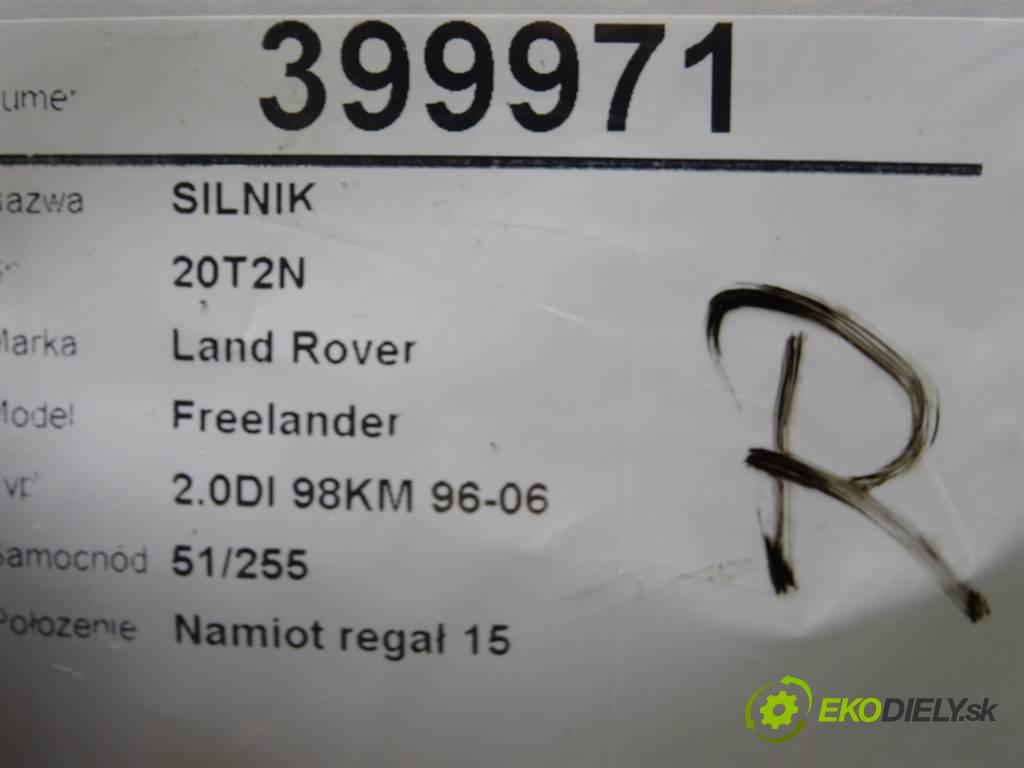 umer 399971
azwa SILNIK
20T2N
Marka Land Rover
Model Freelander
Typ 2.0DI 98KM 96-06
Samochód 51/255
Położenie Namiot regał 15
R
EKODIELY.sk